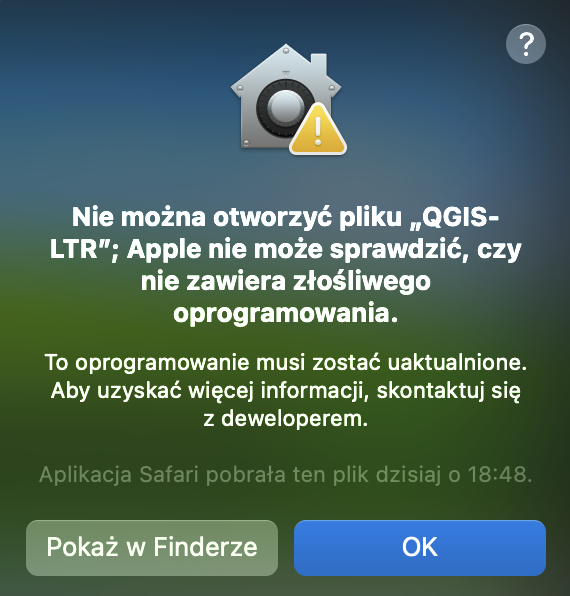 ?
Nie można otworzyć pliku „QGIS-
LTR”; Apple nie może sprawdzić, czy
nie zawiera złośliwego
oprogramowania.
To oprogramowanie musi zostać uaktualnione.
Aby uzyskać więcej informacji, skontaktuj się
z deweloperem.
Aplikacja Safari pobrała ten plik dzisiaj o 18:48.
Pokaż w Finderze
OK